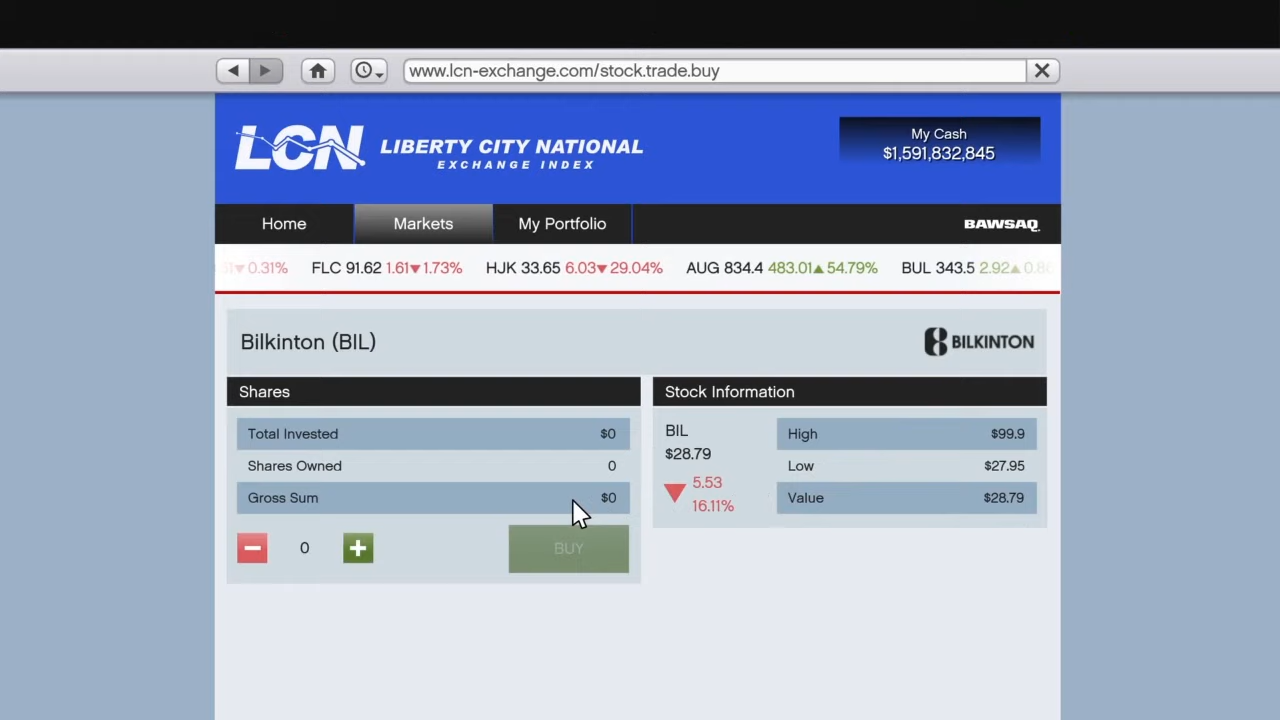 www.lcn-exchange.com/stock.trade.buy
LCN LIBERTY CITY NATIONAL
EXCHANGE INDEX
My Cash
$1,591,832,845
Home Markets My Portfolio BAWSAQ
▼0.31% FLC 91.62 1.61▼1.73% HJK 33.65 6.03▼29.04% AUG 834.4 483.01▲54.79% BUL 343.5 2.92▲
Bilkinton (BIL) BILKINTON
Shares
Total Invested $0
Shares Owned 0
Gross Sum $0
0 BUY
Stock Information
BIL
$28.79
5.53
16.11%
High $99.9
Low $27.95
Value $28.79